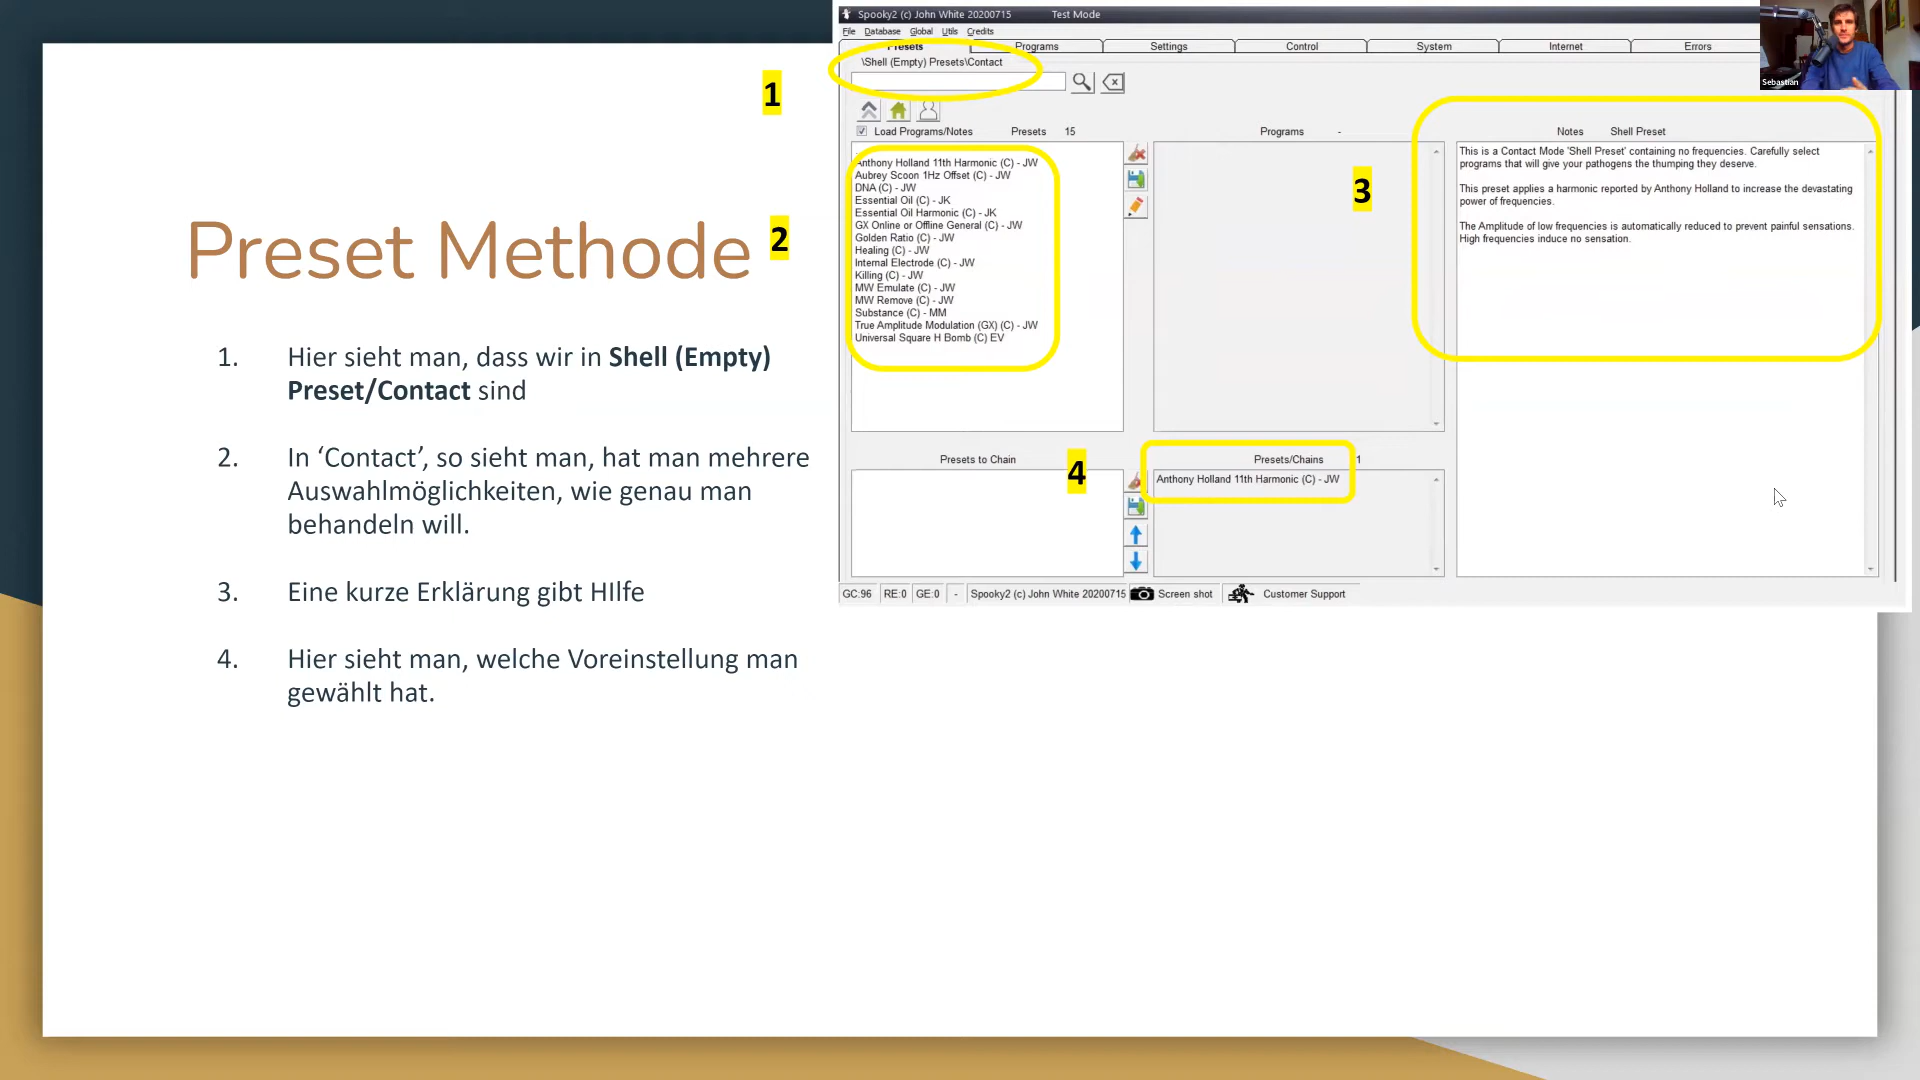 Spooky2 (c) John White 20200715 Test Mode
File Database Global Utils Credits
Presets Programs Settings Control System Internet Errors
\Shell (Empty) Presets\Contact
Sebastian
1
Load Programs/Notes Presets 15 Programs - Notes Shell Preset
Anthony Holland 11th Harmonic (C) - JW
Aubrey Scoon 1Hz Offset (C) - JW
DNA (C) - JW
Essential Oil (C) - JK
Essential Oil Harmonic (C) - JK
GX Online or Offline General (C) - JW
Golden Ratio (C) - JW
Healing (C) - JW
Internal Electrode (C) - JW
Killing (C) - JW
MW Emulate (C) - JW
MW Remove (C) - JW
Substance (C) - MM
True Amplitude Modulation (GX) (C) - JW
Universal Square H Bomb (C) EV
3
This is a Contact Mode 'Shell Preset' containing no frequencies. Carefully select
programs that will give your pathogens the thumping they deserve.
This preset applies a harmonic reported by Anthony Holland to increase the devastating
power of frequencies.
The Amplitude of low frequencies is automatically reduced to prevent painful sensations.
High frequencies induce no sensation.
Presets to Chain 4 Presets/Chains 1
Anthony Holland 11th Harmonic (C) - JW
GC:96 RE:0 GE:0 - Spooky2 (c) John White 20200715 Screen shot Customer Support
Preset Methode 2
1. Hier sieht man, dass wir in Shell (Empty)
Preset/Contact sind
2. In ‘Contact’, so sieht man, hat man mehrere
Auswahlmöglichkeiten, wie genau man
behandeln will.
3. Eine kurze Erklärung gibt HIlfe
4. Hier sieht man, welche Voreinstellung man
gewählt hat.